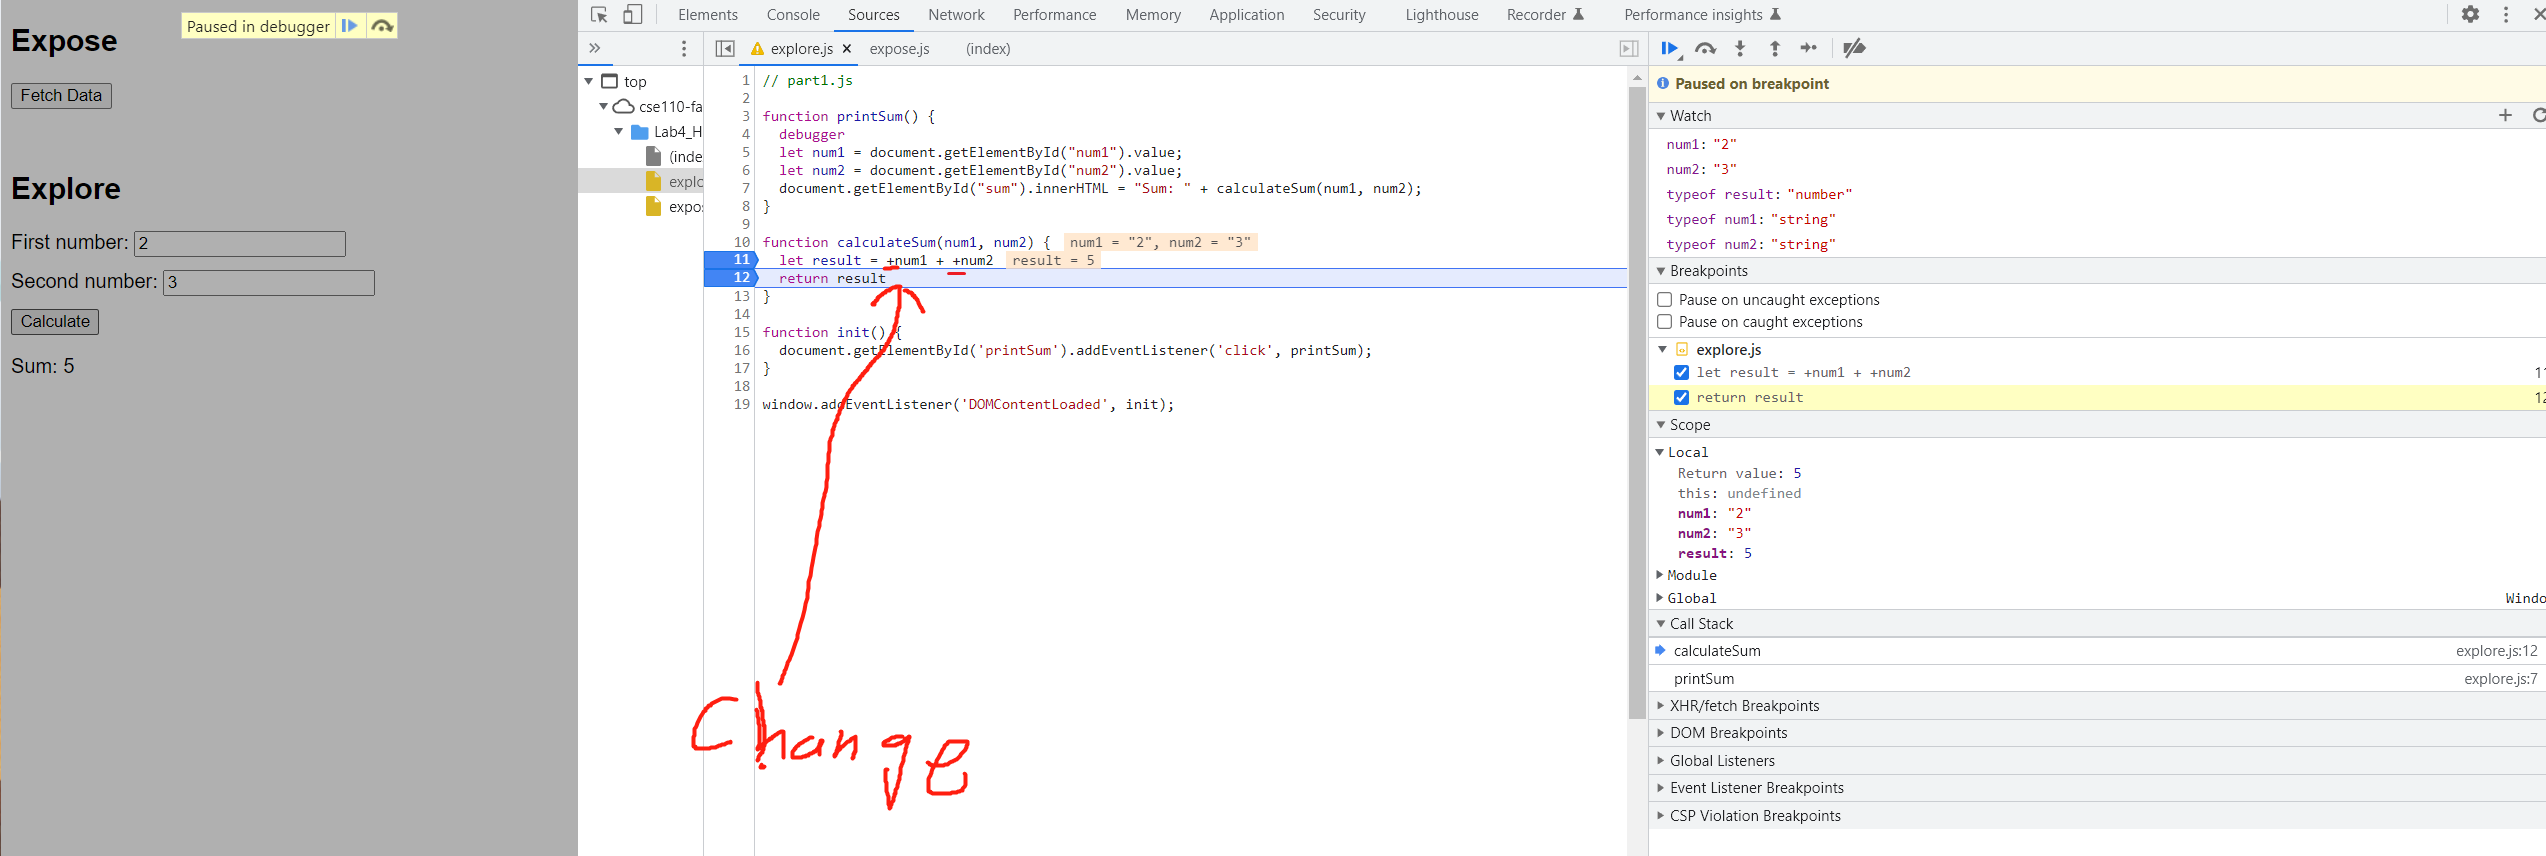 Paused in debugger
Expose
Fetch Data
Explore
First number: 2
Second number: 3
Calculate
Sum: 5
Elements Console Sources Network Performance Memory Application Security Lighthouse Recorder Performance insights
explore.js × expose.js (index)
top
cse110-fa
Lab4_H
(inde
explo
expos
1 // part1.js
2
3 function printSum() {
4 debugger
5 let num1 = document.getElementById("num1").value;
6 let num2 = document.getElementById("num2").value;
7 document.getElementById("sum").innerHTML = "Sum: " + calculateSum(num1, num2);
8 }
9
10 function calculateSum(num1, num2) { num1 = "2", num2 = "3"
11 let result = +num1 + +num2 result = 5
12 return result
13 }
14
15 function init() {
16 document.getElementById('printSum').addEventListener('click', printSum);
17 }
18
19 window.addEventListener('DOMContentLoaded', init);
Change
Paused on breakpoint
Watch
num1: "2"
num2: "3"
typeof result: "number"
typeof num1: "string"
typeof num2: "string"
Breakpoints
Pause on uncaught exceptions
Pause on caught exceptions
explore.js
let result = +num1 + +num2 11
return result 12
Scope
Local
Return value: 5
this: undefined
num1: "2"
num2: "3"
result: 5
Module
Global Windo
Call Stack
calculateSum explore.js:12
printSum explore.js:7
XHR/fetch Breakpoints
DOM Breakpoints
Global Listeners
Event Listener Breakpoints
CSP Violation Breakpoints